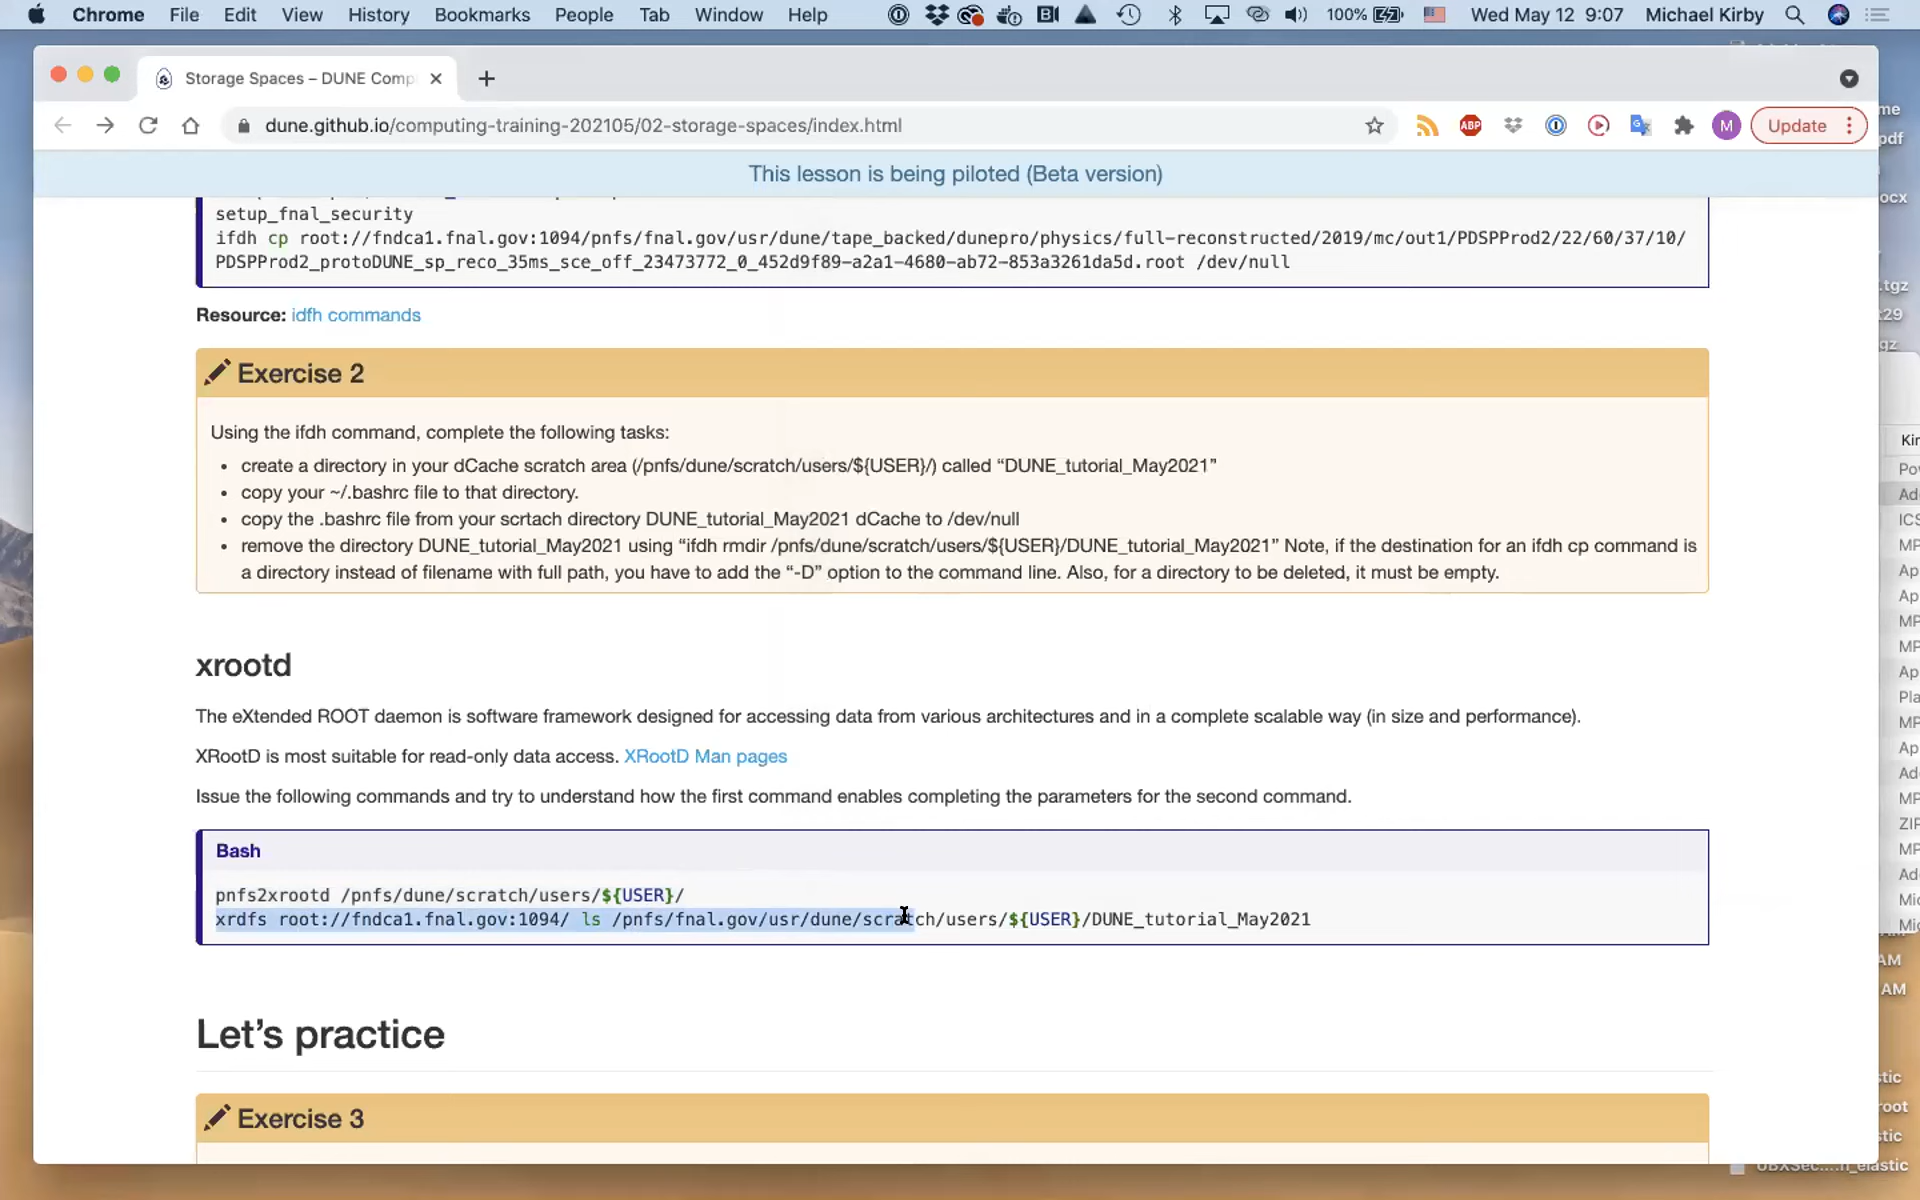 Chrome File Edit View History Bookmarks People Tab Window Help 100% Wed May 12 9:07 Michael Kirby
Storage Spaces – DUNE Comp
dune.github.io/computing-training-202105/02-storage-spaces/index.html ABP M Update
This lesson is being piloted (Beta version)
setup_fnal_security
ifdh cp root://fndca1.fnal.gov:1094/pnfs/fnal.gov/usr/dune/tape_backed/dunepro/physics/full-reconstructed/2019/mc/out1/PDSPProd2/22/60/37/10/
PDSPProd2_protoDUNE_sp_reco_35ms_sce_off_23473772_0_452d9f89-a2a1-4680-ab72-853a3261da5d.root /dev/null
Resource: idfh commands
Exercise 2
Using the ifdh command, complete the following tasks:
• create a directory in your dCache scratch area (/pnfs/dune/scratch/users/${USER}/) called “DUNE_tutorial_May2021”
• copy your ~/.bashrc file to that directory.
• copy the .bashrc file from your scrtach directory DUNE_tutorial_May2021 dCache to /dev/null
• remove the directory DUNE_tutorial_May2021 using “ifdh rmdir /pnfs/dune/scratch/users/${USER}/DUNE_tutorial_May2021” Note, if the destination for an ifdh cp command is
a directory instead of filename with full path, you have to add the “-D” option to the command line. Also, for a directory to be deleted, it must be empty.
xrootd
The eXtended ROOT daemon is software framework designed for accessing data from various architectures and in a complete scalable way (in size and performance).
XRootD is most suitable for read-only data access. XRootD Man pages
Issue the following commands and try to understand how the first command enables completing the parameters for the second command.
Bash
pnfs2xrootd /pnfs/dune/scratch/users/${USER}/
xrdfs root://fndca1.fnal.gov:1094/ ls /pnfs/fnal.gov/usr/dune/scratch/users/${USER}/DUNE_tutorial_May2021
Let’s practice
Exercise 3